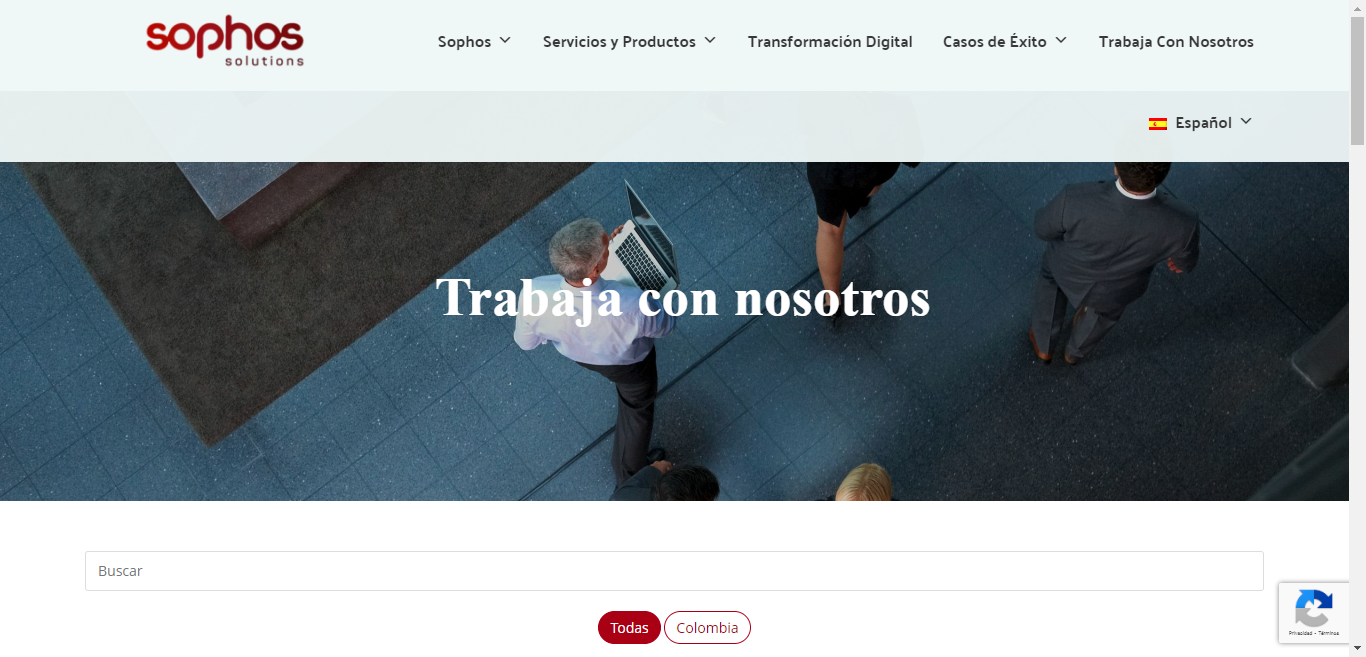 sophos
solutions
Sophos
Servicios y Productos
Transformación Digital
Casos de Éxito
Trabaja Con Nosotros
Español
Trabaja con nosotros
Buscar
Todas
Colombia
Privacidad - Términos